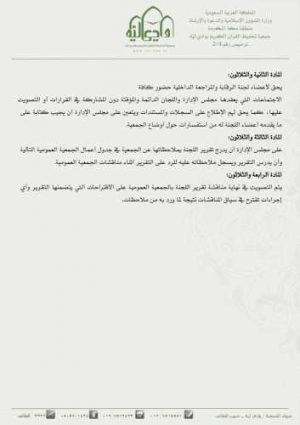 المملكة العربية السعودية
وزارة الشؤون الإسلامية والدعوة والإرشاد
منطقة مكة المكرمة
جمعية تحفيظ القرآن الكريم بوادي ليّة
ترخيص رقم
المادة الثانية والثلاثون:
يحق لأعضاء لجنة الرقابة والمراجعة الداخلية حضور كافة
الاجتماعات التي يعقدها مجلس الإدارة واللجان الدائمة والمؤقتة دون المشاركة في القرارات أو التصويت
عليها، كما يحق لهم الإطلاع على السجلات والمستندات ويتعين على مجلس الإدارة أن يجيب كتابة على
ما يقدمه أعضاء اللجنة له من استفسارات حول أوضاع الجمعية.
المادة الثالثة والثلاثون:
على مجلس الإدارة أن يدرج تقرير اللجنة بملاحظاتها عن الجمعية في جدول أعمال الجمعية العمومية التالية
وأن يدرس التقرير ويسجل ملاحظاته عليه للرد على التقرير أثناء مناقشات الجمعية العمومية.
المادة الرابعة والثلاثون:
يتم التصويت في نهاية مناقشة تقرير اللجنة بالجمعية العمومية على الاقتراحات التي يتضمنها التقرير وأي
إجراءات تقترح في سياق المناقشات نتيجة لما ورد به من ملاحظات.